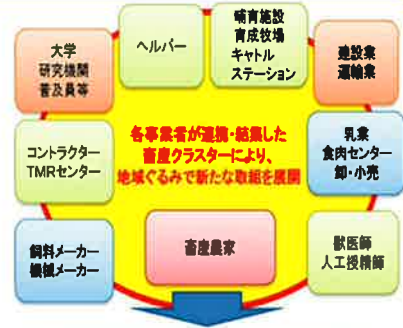 ヘルパー
哺育施設
育成牧場
キャトル
ステーション
大学
研究機関
普及員等
建設業
運輸業
各事業者が連携・結集した
畜産クラスターにより、
地域ぐるみで新たな取組を展開
コントラクター
TMRセンター
乳業
食肉センター
卸・小売
飼料メーカー
機械メーカー
畜産農家
獣医師
人工授精師